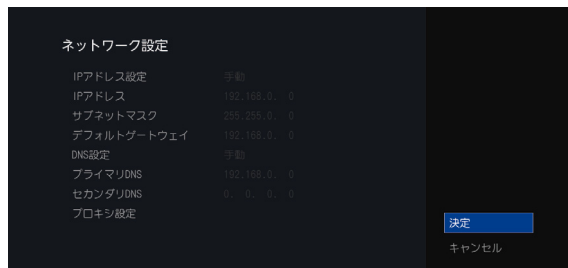 ネットワーク設定
IPアドレス設定 手動
IPアドレス 192.168.0. 0
サブネットマスク 255.255.0. 0
デフォルトゲートウェイ 192.168.0. 0
DNS設定 手動
プライマリDNS 192.168.0. 0
セカンダリDNS 0. 0. 0. 0
プロキシ設定
決定
キャンセル